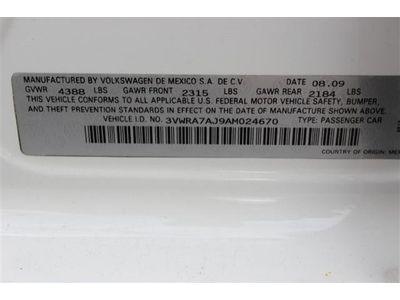 MANUFACTURED BY VOLKSWAGEN DE MEXICO S.A. DE C.V. DATE 08.09
GVWR 4388 LBS GAWR FRONT 2315 LBS GAWR REAR 2184 LBS
THIS VEHICLE CONFORMS TO ALL APPLICABLE U.S. FEDERAL MOTOR VEHICLE SAFETY, BUMPER,
AND THEFT PREVENTION STANDARDS IN EFFECT ON THE DATE OF MANUFACTURE SHOWN ABOVE.
VEHICLE I.D. NO. 3VWRA7AJ9AM024670 TYPE: PASSENGER CAR
COUNTRY OF ORIGIN: